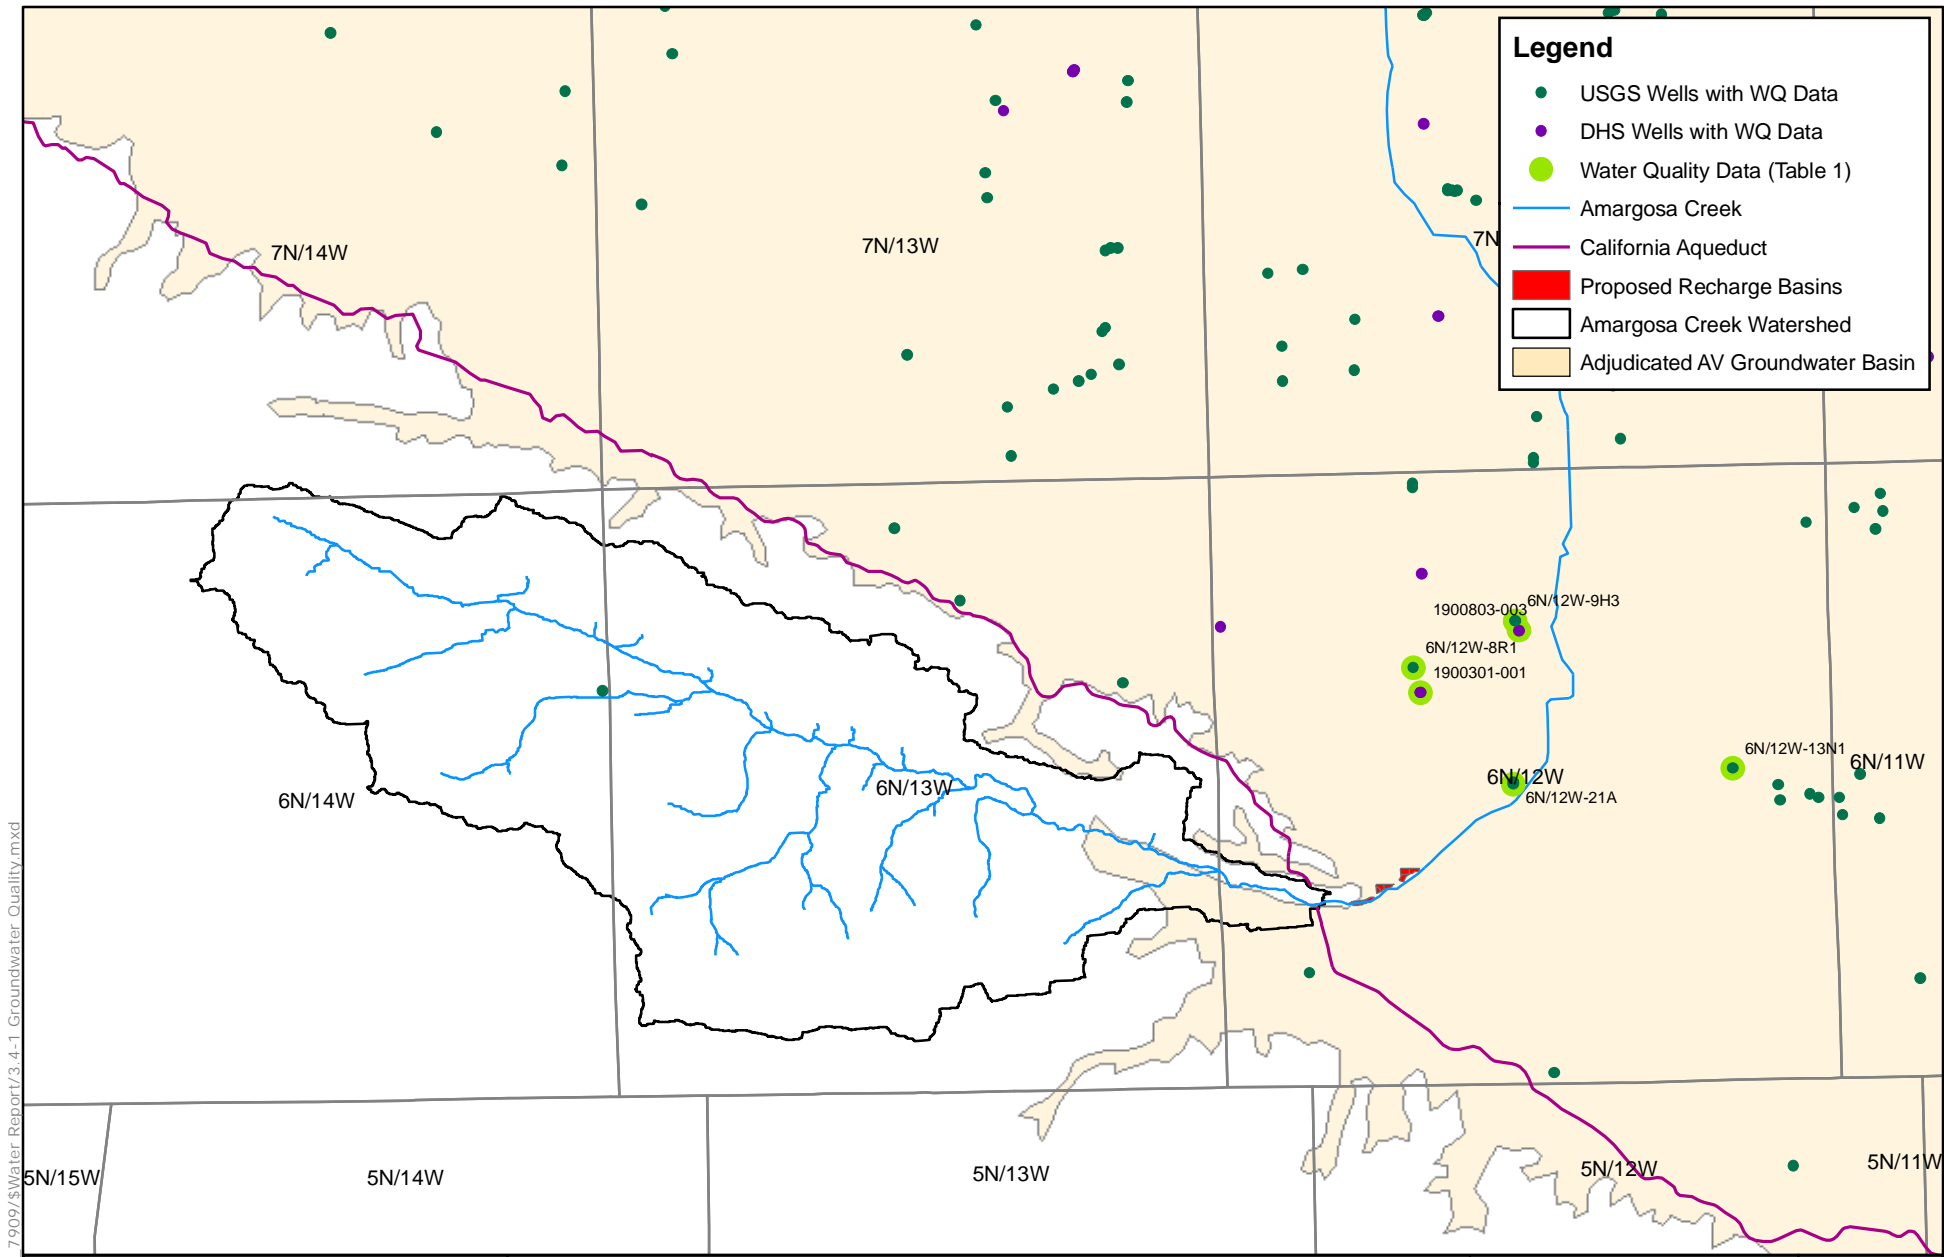 Legend
USGS Wells with WQ Data
DHS Wells with WQ Data
Water Quality Data (Table 1)
Amargosa Creek
California Aqueduct
Proposed Recharge Basins
Amargosa Creek Watershed
Adjudicated AV Groundwater Basin
7N/14W
7N/13W
7N
6N/12W-9H3
1900803-003
6N/12W-8R1
1900301-001
6N/12W-13N1
6N/11W
6N/12W
6N/12W-21A
6N/14W
6N/13W
5N/15W
5N/14W
5N/13W
5N/12W
5N/11W
7909/$Water Report/3.4-1 Groundwater Quality.mxd